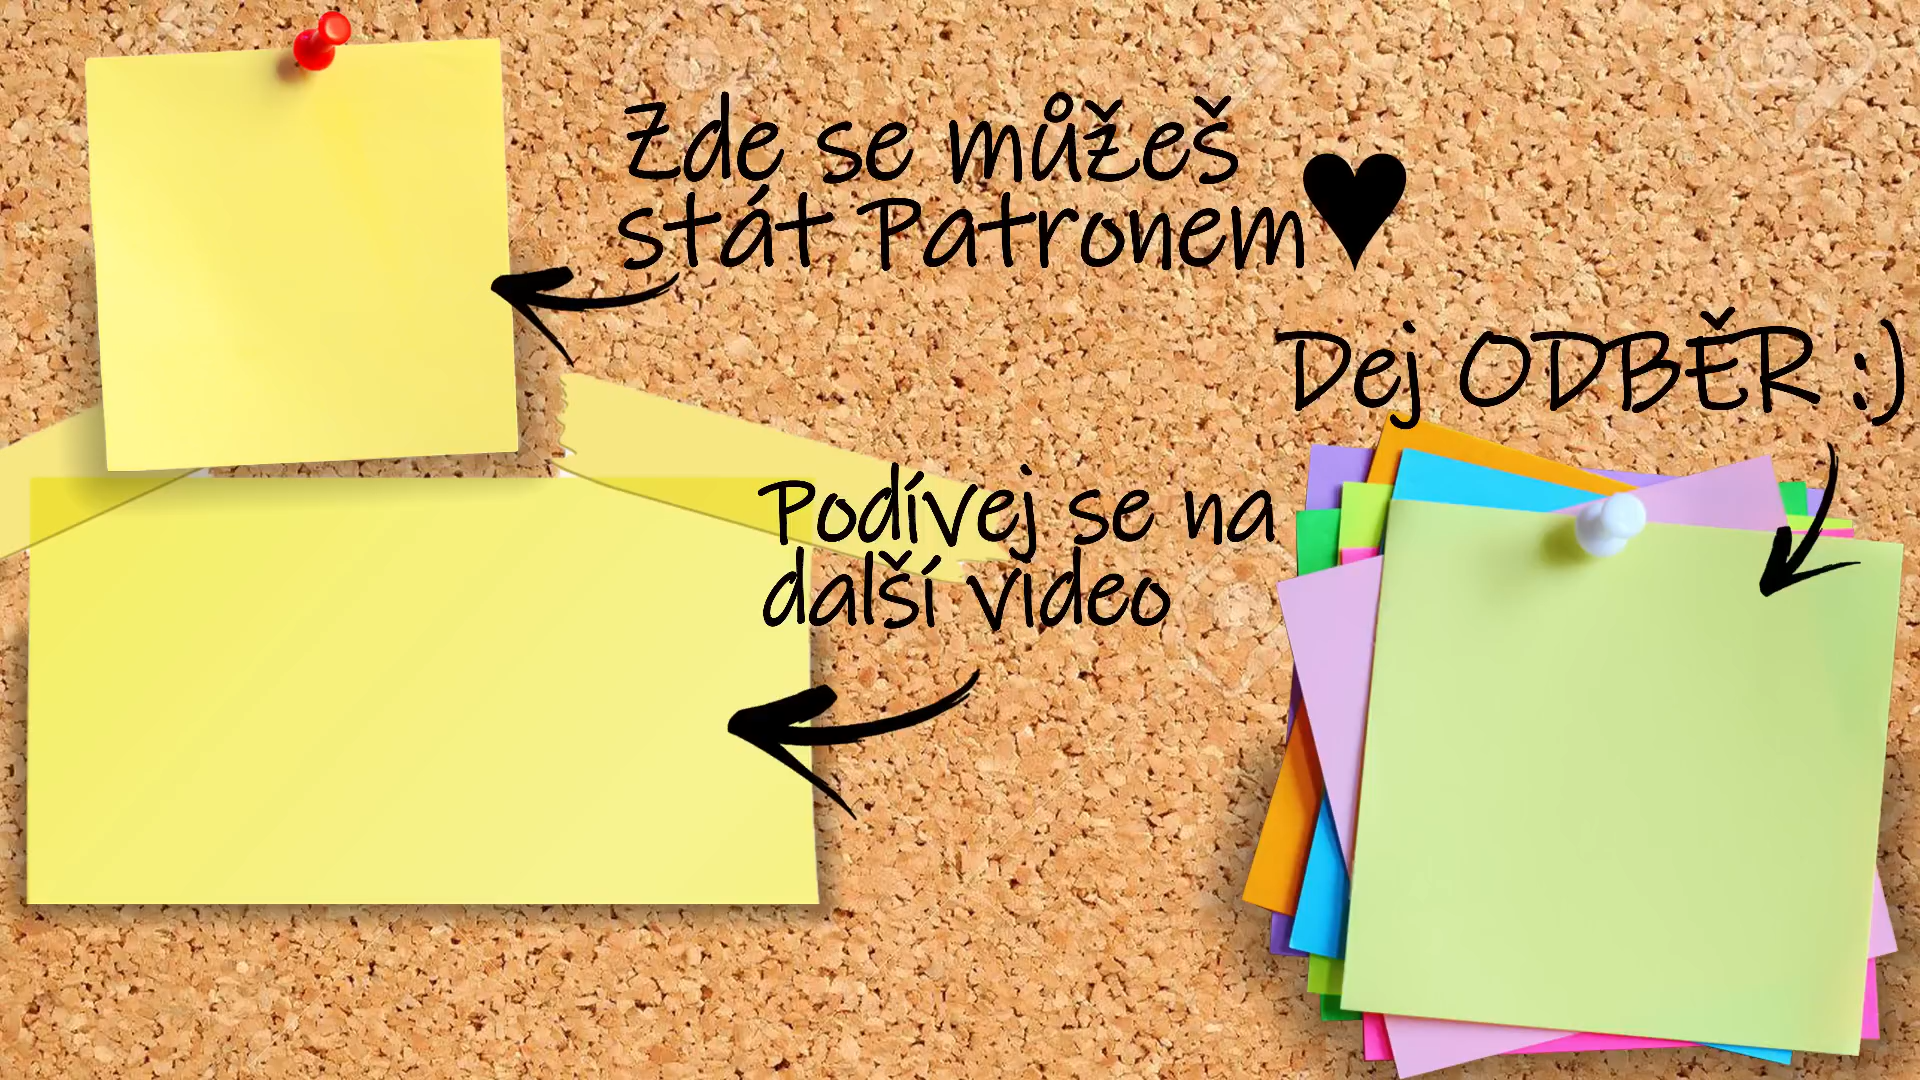 Zde se můžeš
stát Patronem♥
Dej ODBĚR :)
Podívej se na
další video